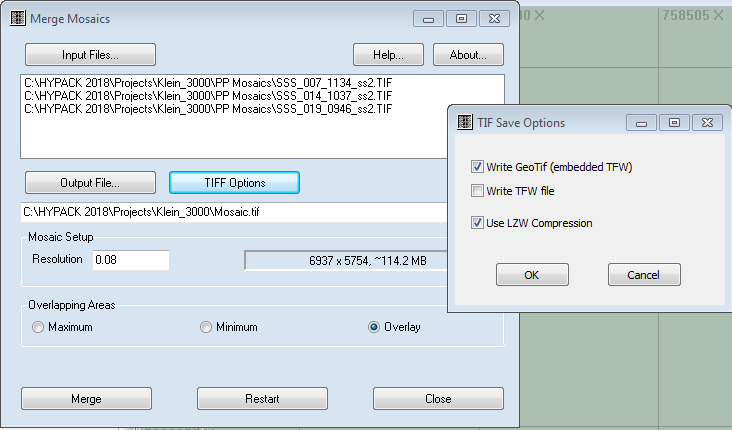 Merge Mosaics
Input Files...
Help...
About...
C:\HYPACK 2018\Projects\Klein_3000\PP Mosaics\SSS_007_1134_ss2.TIF
C:\HYPACK 2018\Projects\Klein_3000\PP Mosaics\SSS_014_1037_ss2.TIF
C:\HYPACK 2018\Projects\Klein_3000\PP Mosaics\SSS_019_0946_ss2.TIF
Output File...
TIFF Options
C:\HYPACK 2018\Projects\Klein_3000\Mosaic.tif
Mosaic Setup
Resolution 0.08
6937 x 5754, ~114.2 MB
Overlapping Areas
Maximum
Minimum
Overlay
Merge
Restart
Close
758505 X
TIF Save Options
Write GeoTif (embedded TFW)
Write TFW file
Use LZW Compression
OK
Cancel